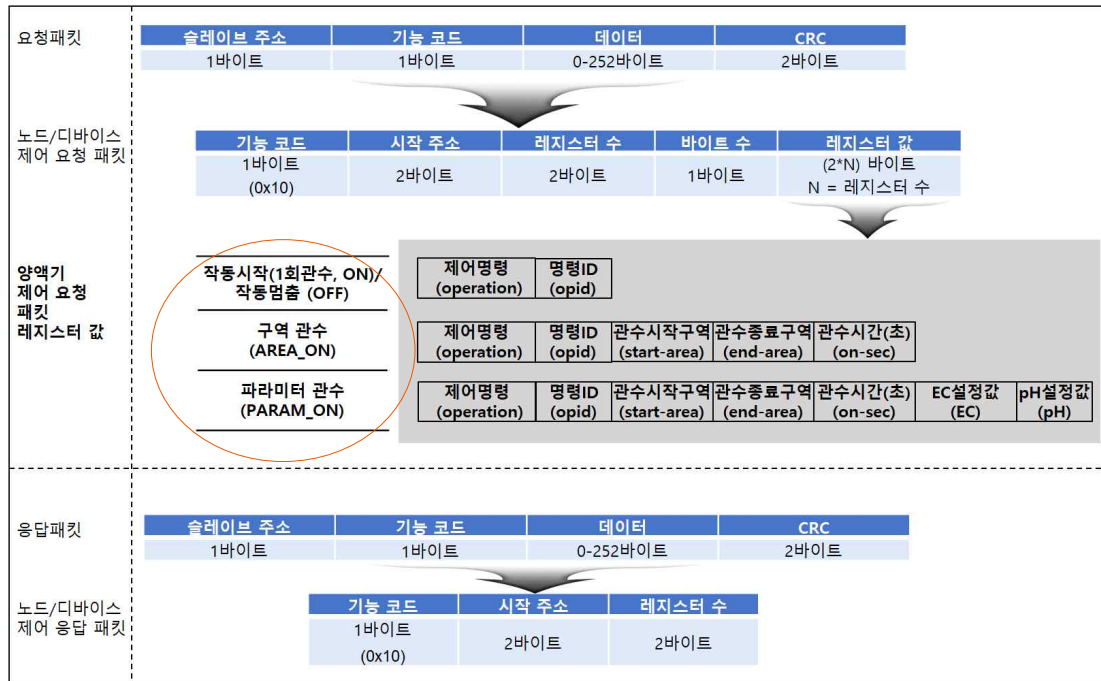 요청패킷
슬레이브 주소 기능 코드 데이터 CRC
1바이트 1바이트 0-252바이트 2바이트
노드/디바이스
제어 요청 패킷
기능 코드 시작 주소 레지스터 수 바이트 수 레지스터 값
1바이트
(0x10)
2바이트 2바이트 1바이트
(2*N) 바이트
N = 레지스터 수
양액기
제어 요청
패킷
레지스터 값
작동시작(1회관수, ON)/
작동멈춤 (OFF)
제어명령 명령ID
(operation) (opid)
구역 관수
(AREA_ON)
제어명령 명령ID 관수시작구역 관수종료구역 관수시간(초)
(operation) (opid) (start-area) (end-area) (on-sec)
파라미터 관수
(PARAM_ON)
제어명령 명령ID 관수시작구역 관수종료구역 관수시간(초) EC설정값 pH설정값
(operation) (opid) (start-area) (end-area) (on-sec) (EC) (pH)
응답패킷
슬레이브 주소 기능 코드 데이터 CRC
1바이트 1바이트 0-252바이트 2바이트
노드/디바이스
제어 응답 패킷
기능 코드 시작 주소 레지스터 수
1바이트
(0x10)
2바이트 2바이트